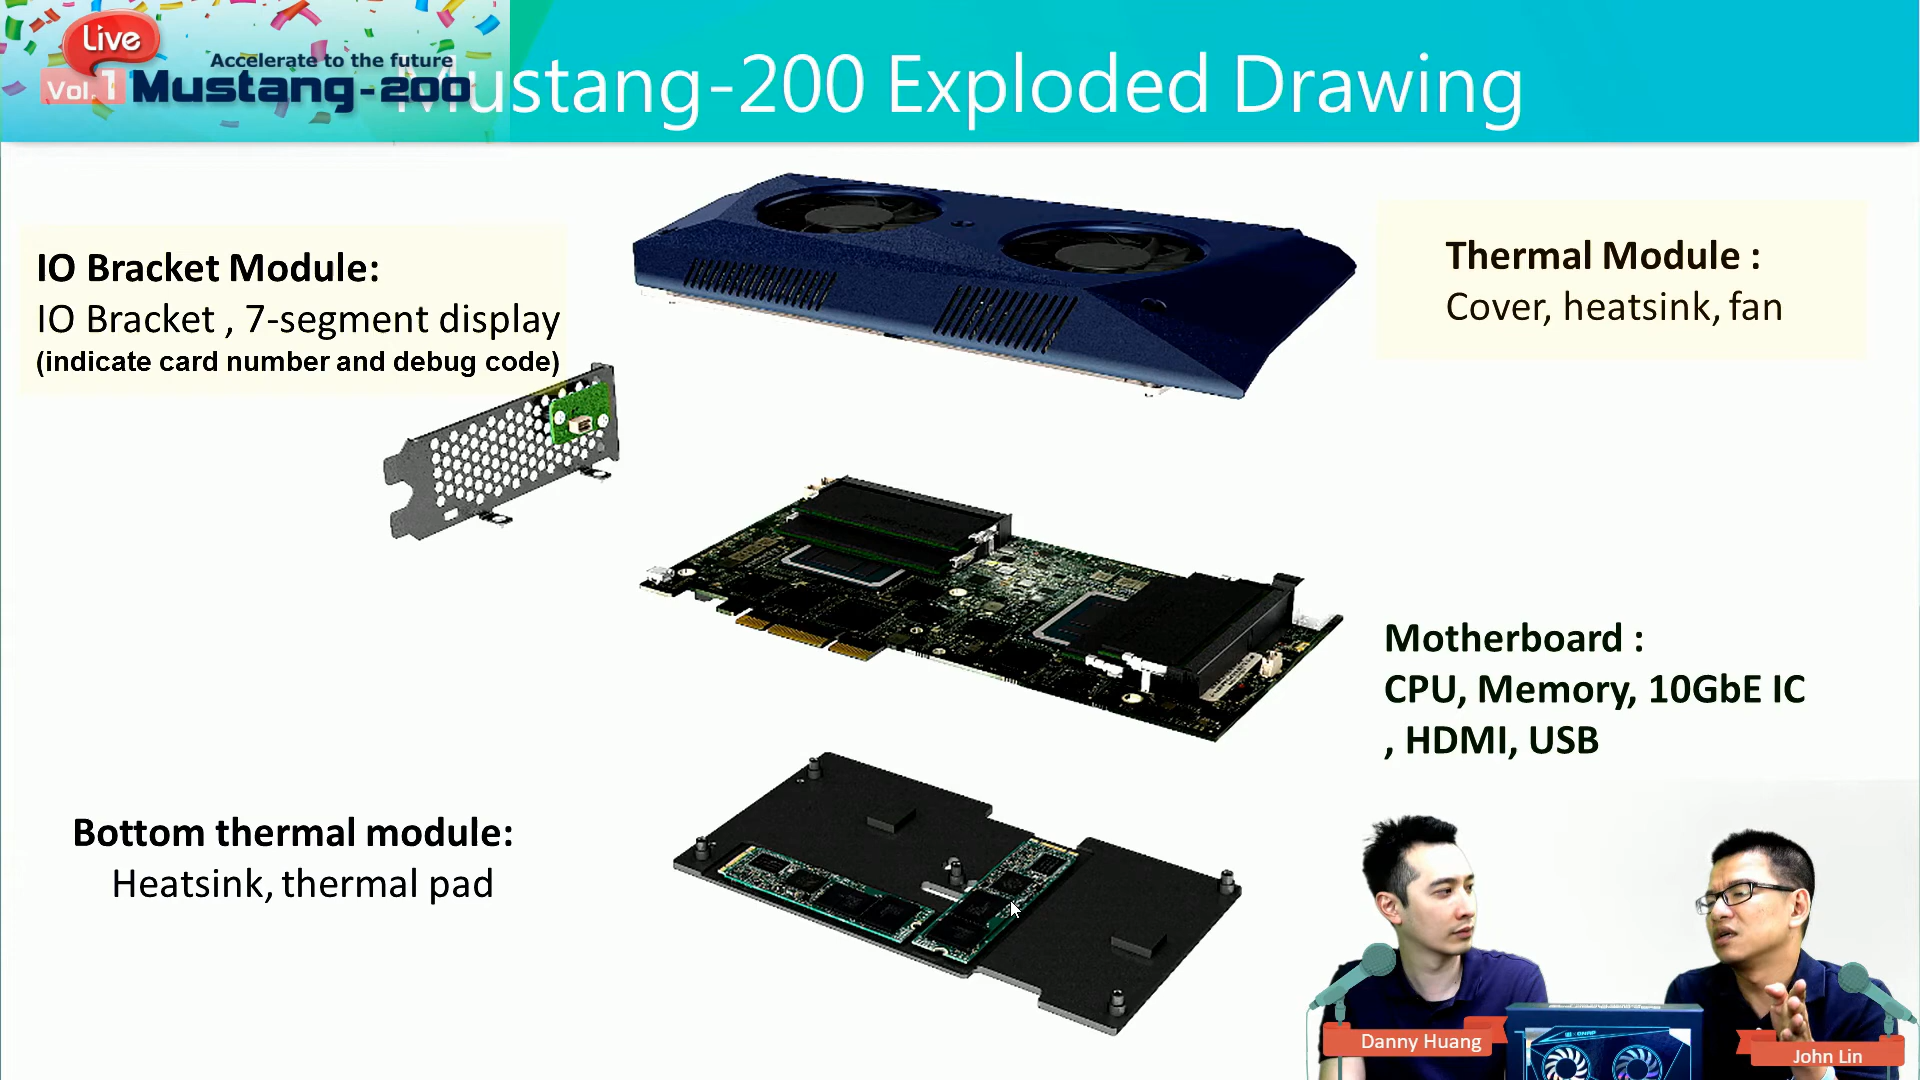 Live
Accelerate to the future
Vol.1 Mustang-200
Mustang-200 Exploded Drawing
IO Bracket Module:
IO Bracket , 7-segment display
(indicate card number and debug code)
Thermal Module :
Cover, heatsink, fan
Motherboard :
CPU, Memory, 10GbE IC
, HDMI, USB
Bottom thermal module:
Heatsink, thermal pad
Danny Huang
John Lin
QNAP